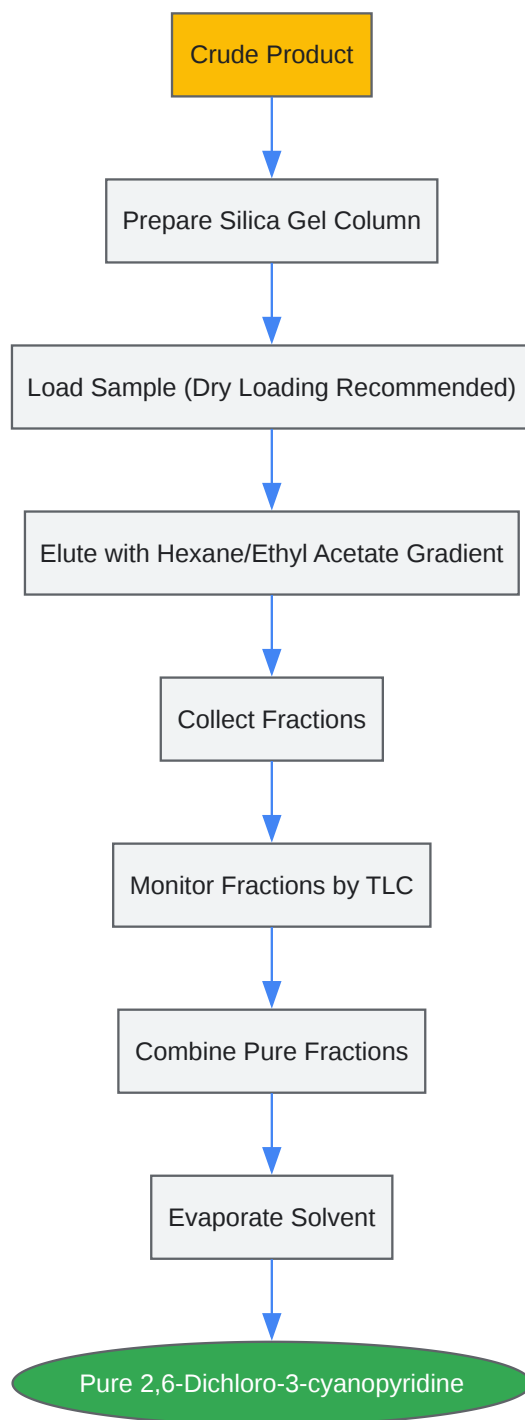 Crude Product
Prepare Silica Gel Column
Load Sample (Dry Loading Recommended)
Elute with Hexane/Ethyl Acetate Gradient
Collect Fractions
Monitor Fractions by TLC
Combine Pure Fractions
Evaporate Solvent
Pure 2,6-Dichloro-3-cyanopyridine